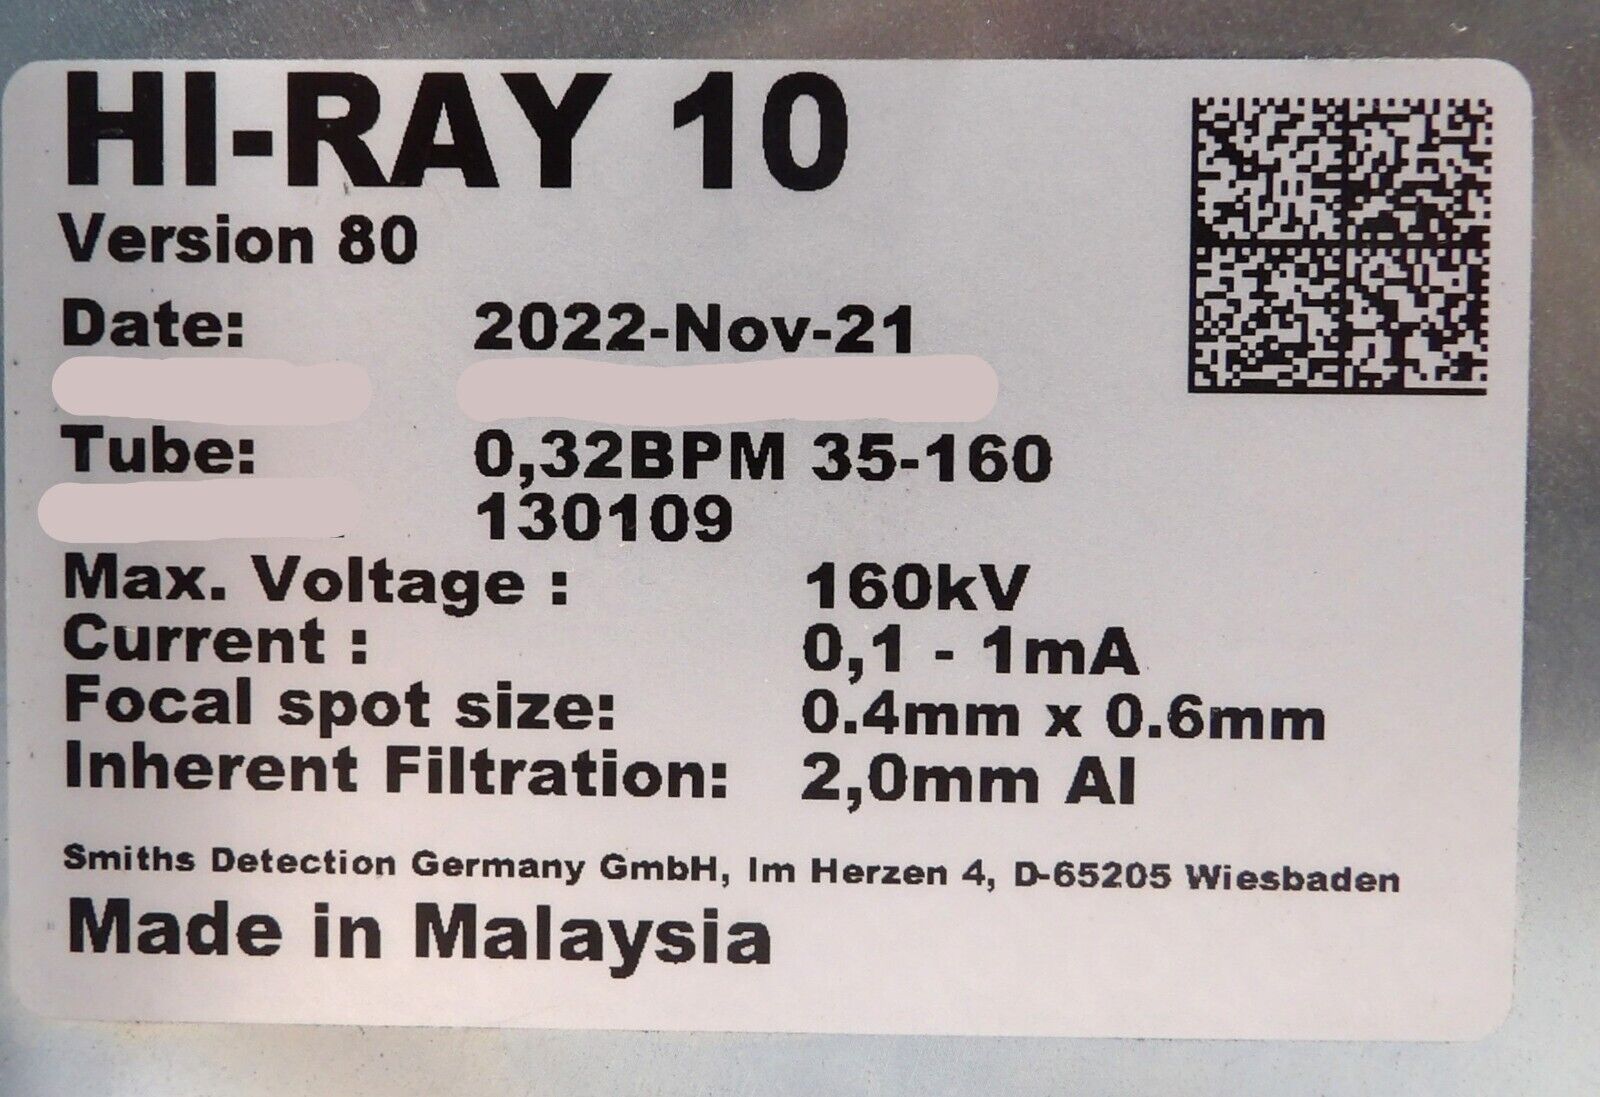 HI-RAY 10
Version 80
Date: 2022-Nov-21
Tube: 0,32BPM 35-160
130109
Max. Voltage : 160kV
Current : 0,1 - 1mA
Focal spot size: 0.4mm x 0.6mm
Inherent Filtration: 2,0mm Al
Smiths Detection Germany GmbH, Im Herzen 4, D-65205 Wiesbaden
Made in Malaysia